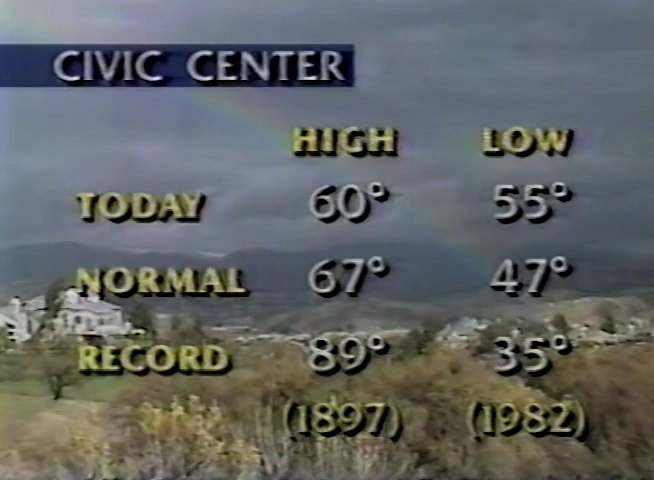 CIVIC CENTER
HIGH LOW
TODAY 60° 55°
NORMAL 67° 47°
RECORD 89° 35°
(1897) (1982)